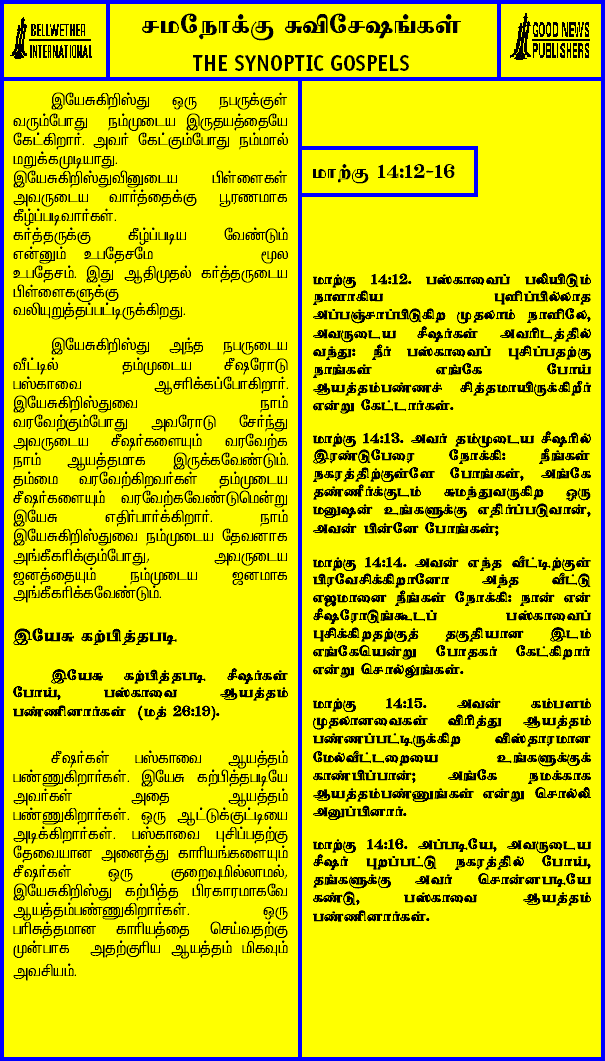 BELLWETHER
INTERNATIONAL
சமநோக்கு சுவிசேஷங்கள்
THE SYNOPTIC GOSPELS
GOOD NEWS
PUBLISHERS
இயேசுகிறிஸ்து ஒரு நபருக்குள்
வரும்போது நம்முடைய இருதயத்தையே
கேட்கிறார். அவர் கேட்கும்போது நம்மால்
மறுக்கமுடியாது.
இயேசுகிறிஸ்துவினுடைய பிள்ளைகள்
அவருடைய வார்த்தைக்கு பூரணமாக
கீழ்ப்படிவார்கள்.
கர்த்தருக்கு கீழ்ப்படிய வேண்டும்
என்னும் உபதேசமே மூல
உபதேசம். இது ஆதிமுதல் கர்த்தருடைய
பிள்ளைகளுக்கு
வலியுறுத்தப்பட்டிருக்கிறது.
இயேசுகிறிஸ்து அந்த நபருடைய
வீட்டில் தம்முடைய சீஷரோடு
பஸ்காவை ஆசரிக்கப்போகிறார்.
இயேசுகிறிஸ்துவை நாம்
வரவேற்கும்போது அவரோடு சேர்ந்து
அவருடைய சீஷர்களையும் வரவேற்க
நாம் ஆயத்தமாக இருக்கவேண்டும்.
தம்மை வரவேற்கிறவர்கள் தம்முடைய
சீஷர்களையும் வரவேற்கவேண்டுமென்று
இயேசு எதிர்பார்க்கிறார். நாம்
இயேசுகிறிஸ்துவை நம்முடைய தேவனாக
அங்கீகரிக்கும்போது, அவருடைய
ஜனத்தையும் நம்முடைய ஜனமாக
அங்கீகரிக்கவேண்டும்.
இயேசு கற்பித்தபடி
இயேசு கற்பித்தபடி சீஷர்கள்
போய், பஸ்காவை ஆயத்தம்
பண்ணினார்கள் (மத் 26:19).
சீஷர்கள் பஸ்காவை ஆயத்தம்
பண்ணுகிறார்கள். இயேசு கற்பித்தபடியே
அவர்கள் அதை ஆயத்தம்
பண்ணுகிறார்கள். ஒரு ஆட்டுக்குட்டியை
அடிக்கிறார்கள். பஸ்காவை புசிப்பதற்கு
தேவையான அனைத்து காரியங்களையும்
சீஷர்கள் ஒரு குறைவுமில்லாமல்,
இயேசுகிறிஸ்து கற்பித்த பிரகாரமாகவே
ஆயத்தம்பண்ணுகிறார்கள். ஒரு
பரிசுத்தமான காரியத்தை செய்வதற்கு
முன்பாக அதற்குரிய ஆயத்தம் மிகவும்
அவசியம்.
மாற்கு 14:12-16
மாற்கு 14:12. பஸ்காவைப் பலியிடும்
நாளாகிய புளிப்பில்லாத
அப்பஞ்சாப்பிடுகிற முதலாம் நாளிலே,
அவருடைய சீஷர்கள் அவரிடத்தில்
வந்து: நீர் பஸ்காவைப் புசிப்பதற்கு
நாங்கள் எங்கே போய்
ஆயத்தம்பண்ணச் சித்தமாயிருக்கிறீர்
என்று கேட்டார்கள்.
மாற்கு 14:13. அவர் தம்முடைய சீஷரில்
இரண்டுபேரை நோக்கி: நீங்கள்
நகரத்திற்குள்ளே போங்கள், அங்கே
தண்ணீர்க்குடம் சுமந்துவருகிற ஒரு
மனுஷன் உங்களுக்கு எதிர்ப்படுவான்,
அவன் பின்னே போங்கள்;
மாற்கு 14:14. அவன் எந்த வீட்டிற்குள்
பிரவேசிக்கிறானோ அந்த வீட்டு
எஜமானை நீங்கள் நோக்கி: நான் என்
சீஷரோடுங்கூடப் பஸ்காவைப்
புசிக்கிறதற்குத் தகுதியான இடம்
எங்கேயென்று போதகர் கேட்கிறார்
என்று சொல்லுங்கள்.
மாற்கு 14:15. அவன் கம்பளம்
முதலானவைகள் விரித்து ஆயத்தம்
பண்ணப்பட்டிருக்கிற விஸ்தாரமான
மேல்வீட்டறையை உங்களுக்குக்
காண்பிப்பான்; அங்கே நமக்காக
ஆயத்தம்பண்ணுங்கள் என்று சொல்லி
அனுப்பினார்.
மாற்கு 14:16. அப்படியே, அவருடைய
சீஷர் புறப்பட்டு நகரத்தில் போய்,
தங்களுக்கு அவர் சொன்னபடியே
கண்டு, பஸ்காவை ஆயத்தம்
பண்ணினார்கள்.